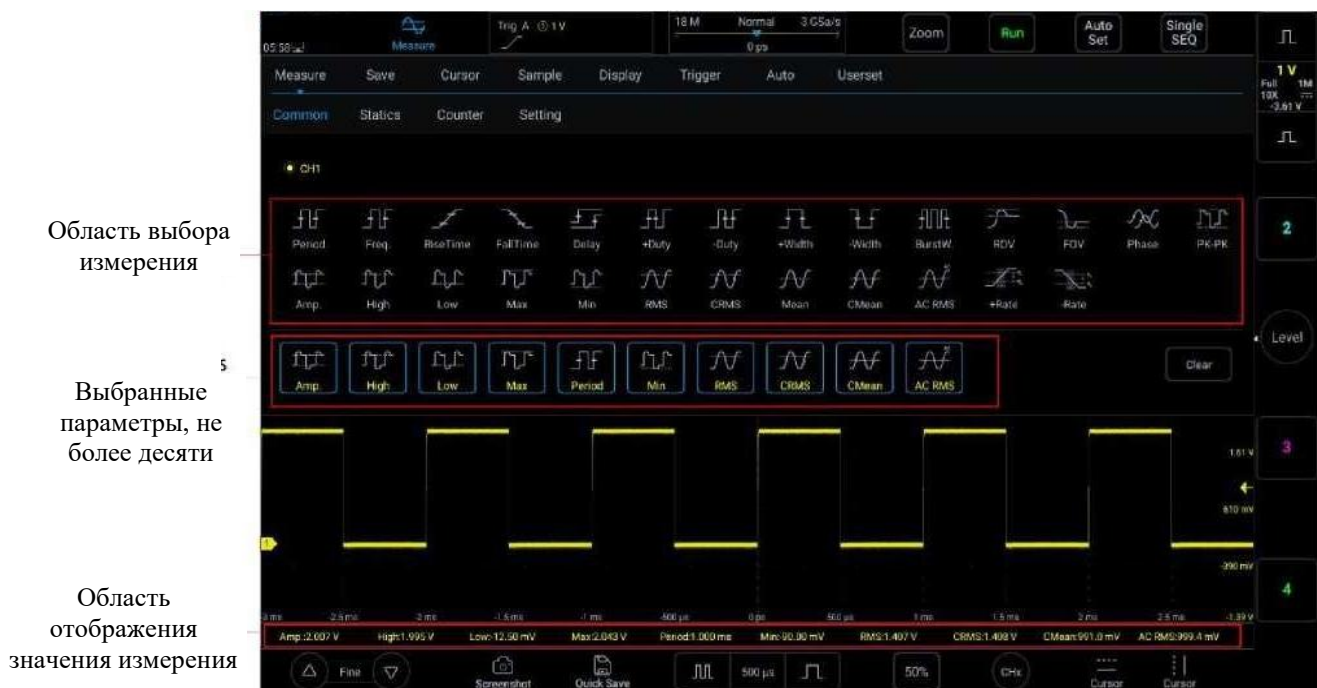 05:58
Measure
Trig A 1 V
18 M Normal 3 GSa/s
0 ps
Zoom
Run
Auto
Set
Single
SEQ
1 V
Full 1M
10X
-3.61 V
Measure Save Cursor Sample Display Trigger Auto Userset
Common Statics Counter Setting
CH1
Область выбора
измерения
Period Freq. RiseTime FallTime Delay +Duty -Duty +Width -Width BurstW. ROV FOV Phase PK-PK
Amp. High Low Max Min RMS CRMS Mean CMean AC RMS +Rate -Rate
2
Level
s
Amp. High Low Max Period Min RMS CRMS CMean AC RMS
Clear
Выбранные
параметры, не
более десяти
3
1.61 V
610 mV
1
-390 mV
4
Область
отображения
значения измерения
-3 ms -2.5 ms -2 ms -1.5 ms -1 ms -500 µs 0 ps 500 µs 1 ms 1.5 ms 2 ms 2.5 ms -1.39 V
Amp.:2.007 V High:1.995 V Low:-12.50 mV Max:2.043 V Period:1.000 ms Min:-90.00 mV RMS:1.407 V CRMS:1.408 V CMean:991.0 mV AC RMS:999.4 mV
Fine
Screenshot
Quick Save
500 µs
50%
CHx
Cursor
Cursor